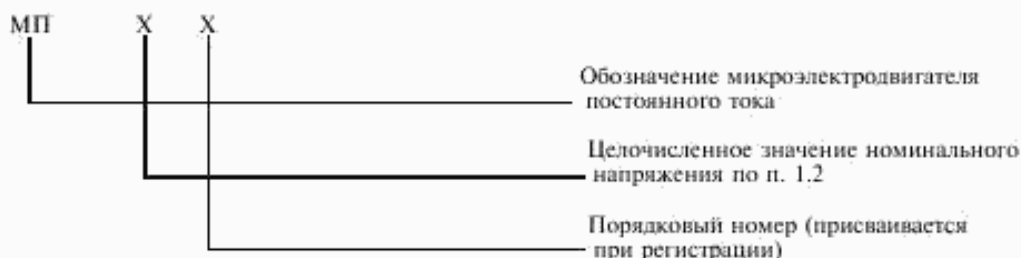 МП Х Х
Обозначение микроэлектродвигателя
постоянного тока
Целочисленное значение номинального
напряжения по п. 1.2
Порядковый номер (присваивается
при регистрации)